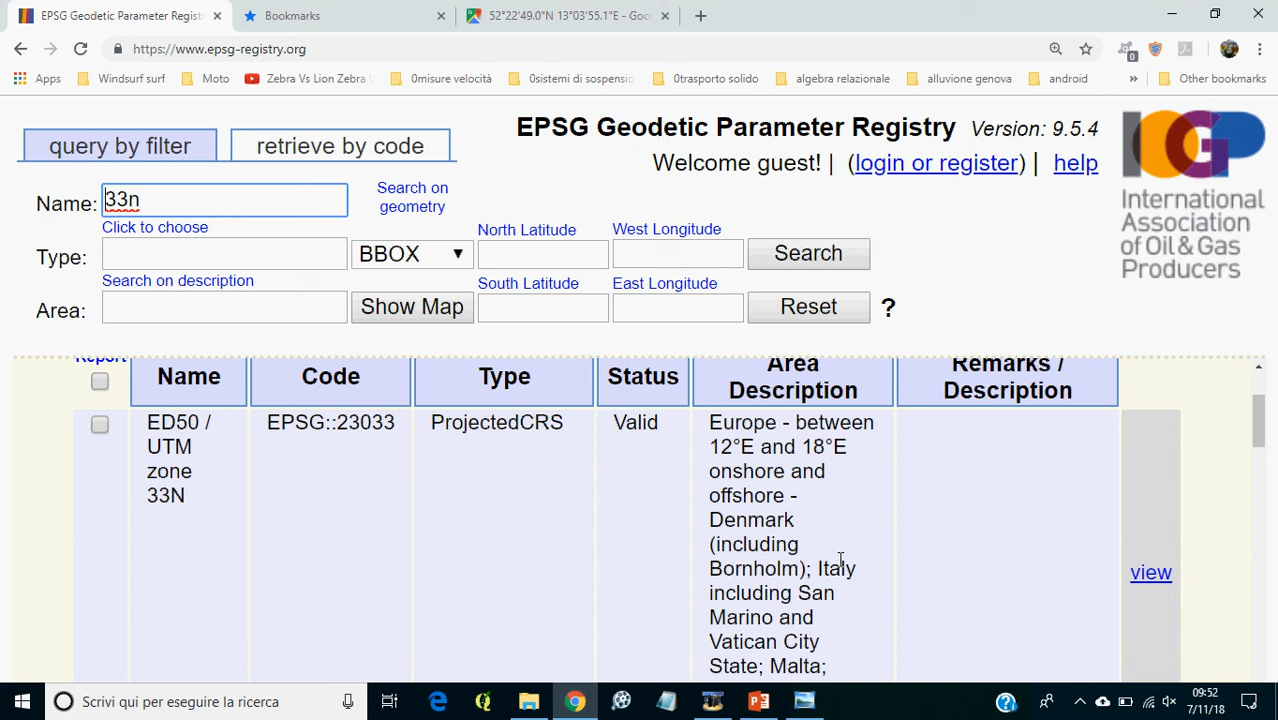 EPSG Geodetic Parameter Registr
Bookmarks
52°22'49.0"N 13°03'55.1"E - Goo
https://www.epsg-registry.org
0
Apps
Windsurf surf
Moto
Zebra Vs Lion Zebra
0misure velocità
0sistemi di sospensio
0trasporto solido
algebra relazionale
alluvione genova
android
»
Other bookmarks
query by filter
retrieve by code
EPSG Geodetic Parameter Registry Version: 9.5.4
Welcome guest! | (login or register) | help
IOGP
International
Association
of Oil & Gas
Producers
Name: 33n
Search on
geometry
Click to choose
North Latitude
West Longitude
Type:
BBOX
Search
Search on description
South Latitude
East Longitude
Area:
Show Map
Reset
?
Report
Name
Code
Type
Status
Area
Description
Remarks /
Description
ED50 /
UTM
zone
33N
EPSG::23033
ProjectedCRS
Valid
Europe - between
12°E and 18°E
onshore and
offshore -
Denmark
(including
Bornholm); Italy
including San
Marino and
Vatican City
State; Malta;
view
Scrivi qui per eseguire la ricerca
09:52
7/11/18